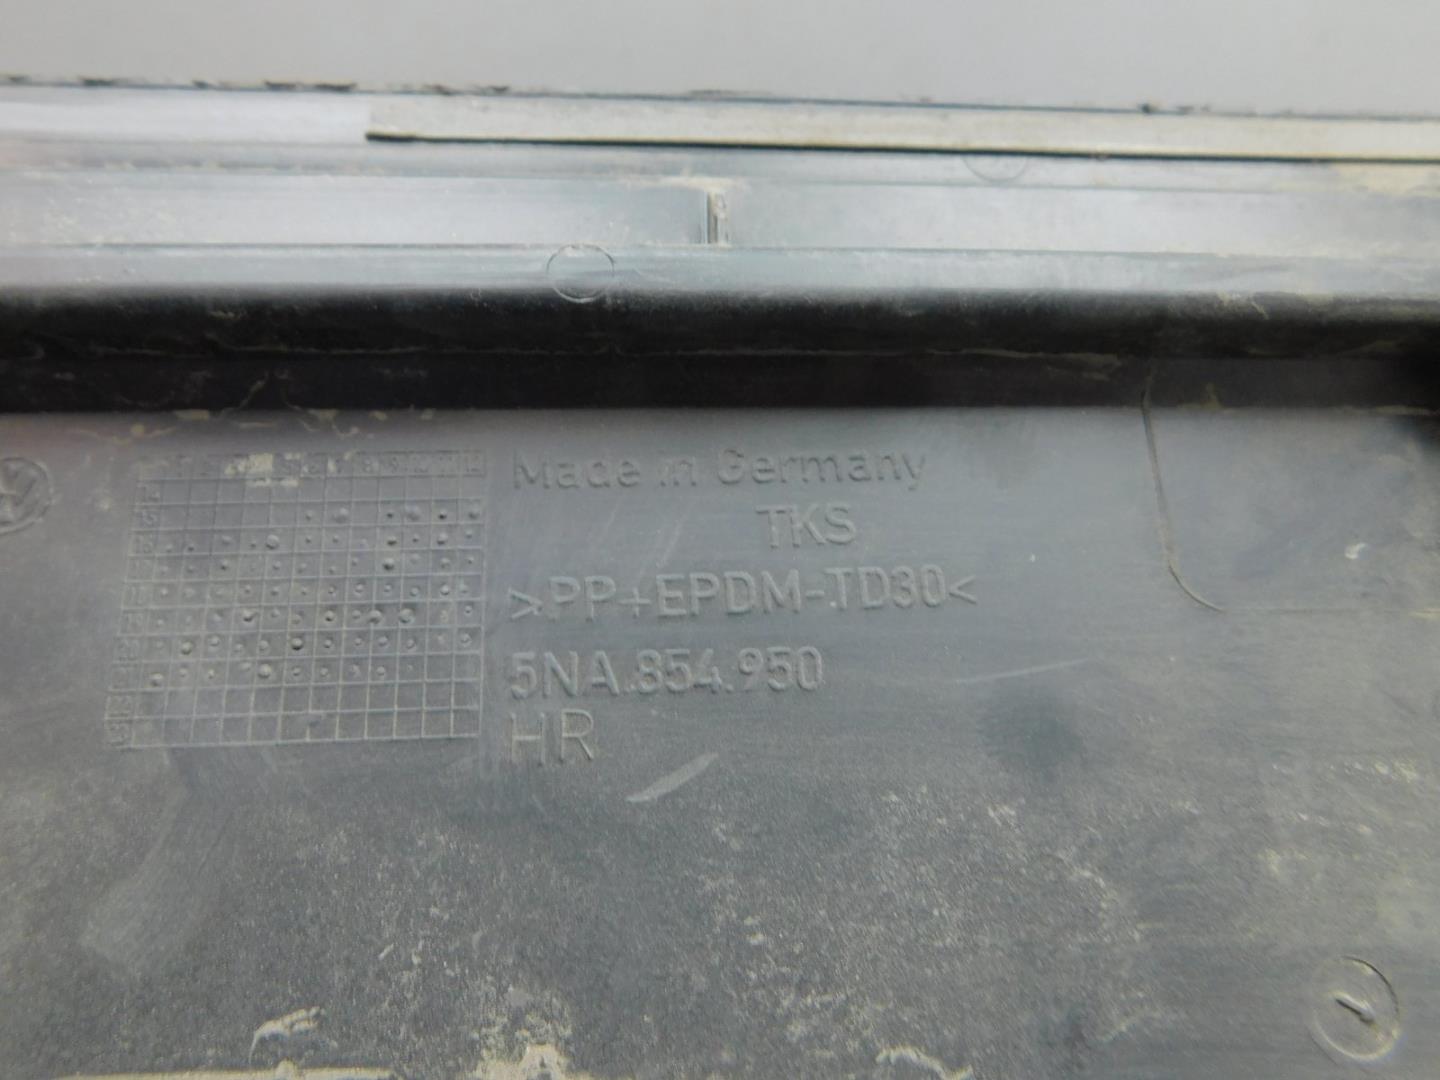 Made in Germany
TKS
>PP+EPDM-TD30<
5NA.854.950
HR